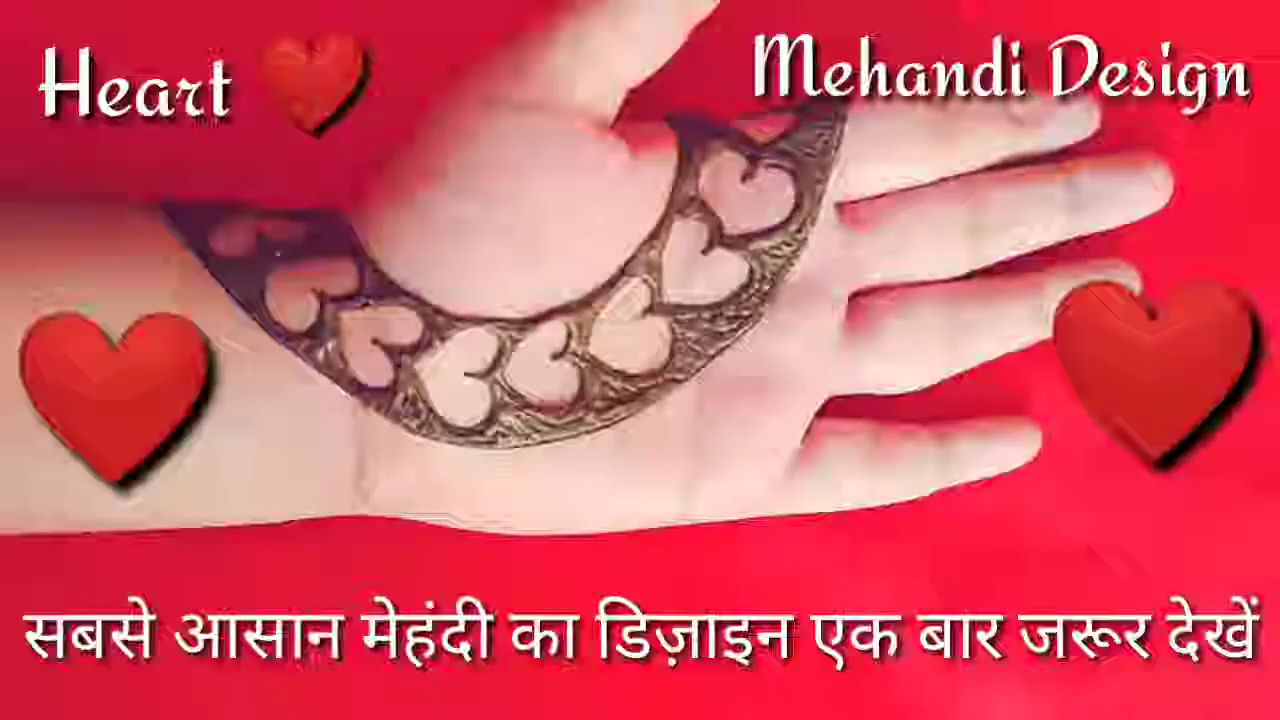 Heart ❤️ Mehandi Design
सबसे आसान मेहंदी का डिज़ाइन एक बार जरूर देखें